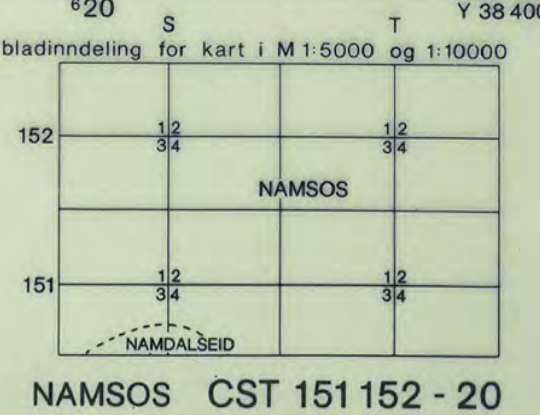 ⁶20 S T Y 38 400
bladinndeling for kart i M 1:5000 og 1:10000
152 1 2 1 2
3 4 3 4
NAMSOS
151 1 2 1 2
3 4 3 4
NAMDALSEID
NAMSOS CST 151 152 - 20